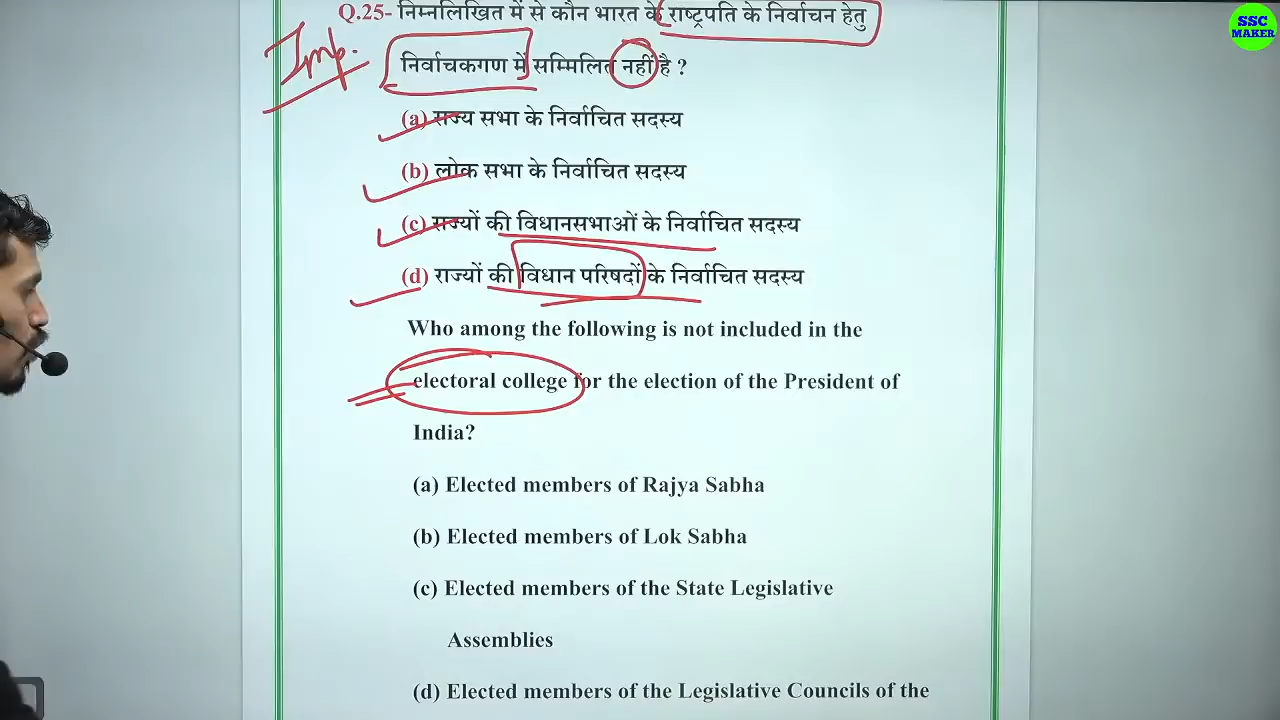 SSC
MAKER
Q.25- निम्नलिखित में से कौन भारत के राष्ट्रपति के निर्वाचन हेतु
Imp.
निर्वाचकगण में सम्मिलित नहीं है ?
(a) राज्य सभा के निर्वाचित सदस्य
(b) लोक सभा के निर्वाचित सदस्य
(c) राज्यों की विधानसभाओं के निर्वाचित सदस्य
(d) राज्यों की विधान परिषदों के निर्वाचित सदस्य
Who among the following is not included in the
electoral college for the election of the President of
India?
(a) Elected members of Rajya Sabha
(b) Elected members of Lok Sabha
(c) Elected members of the State Legislative
Assemblies
(d) Elected members of the Legislative Councils of the